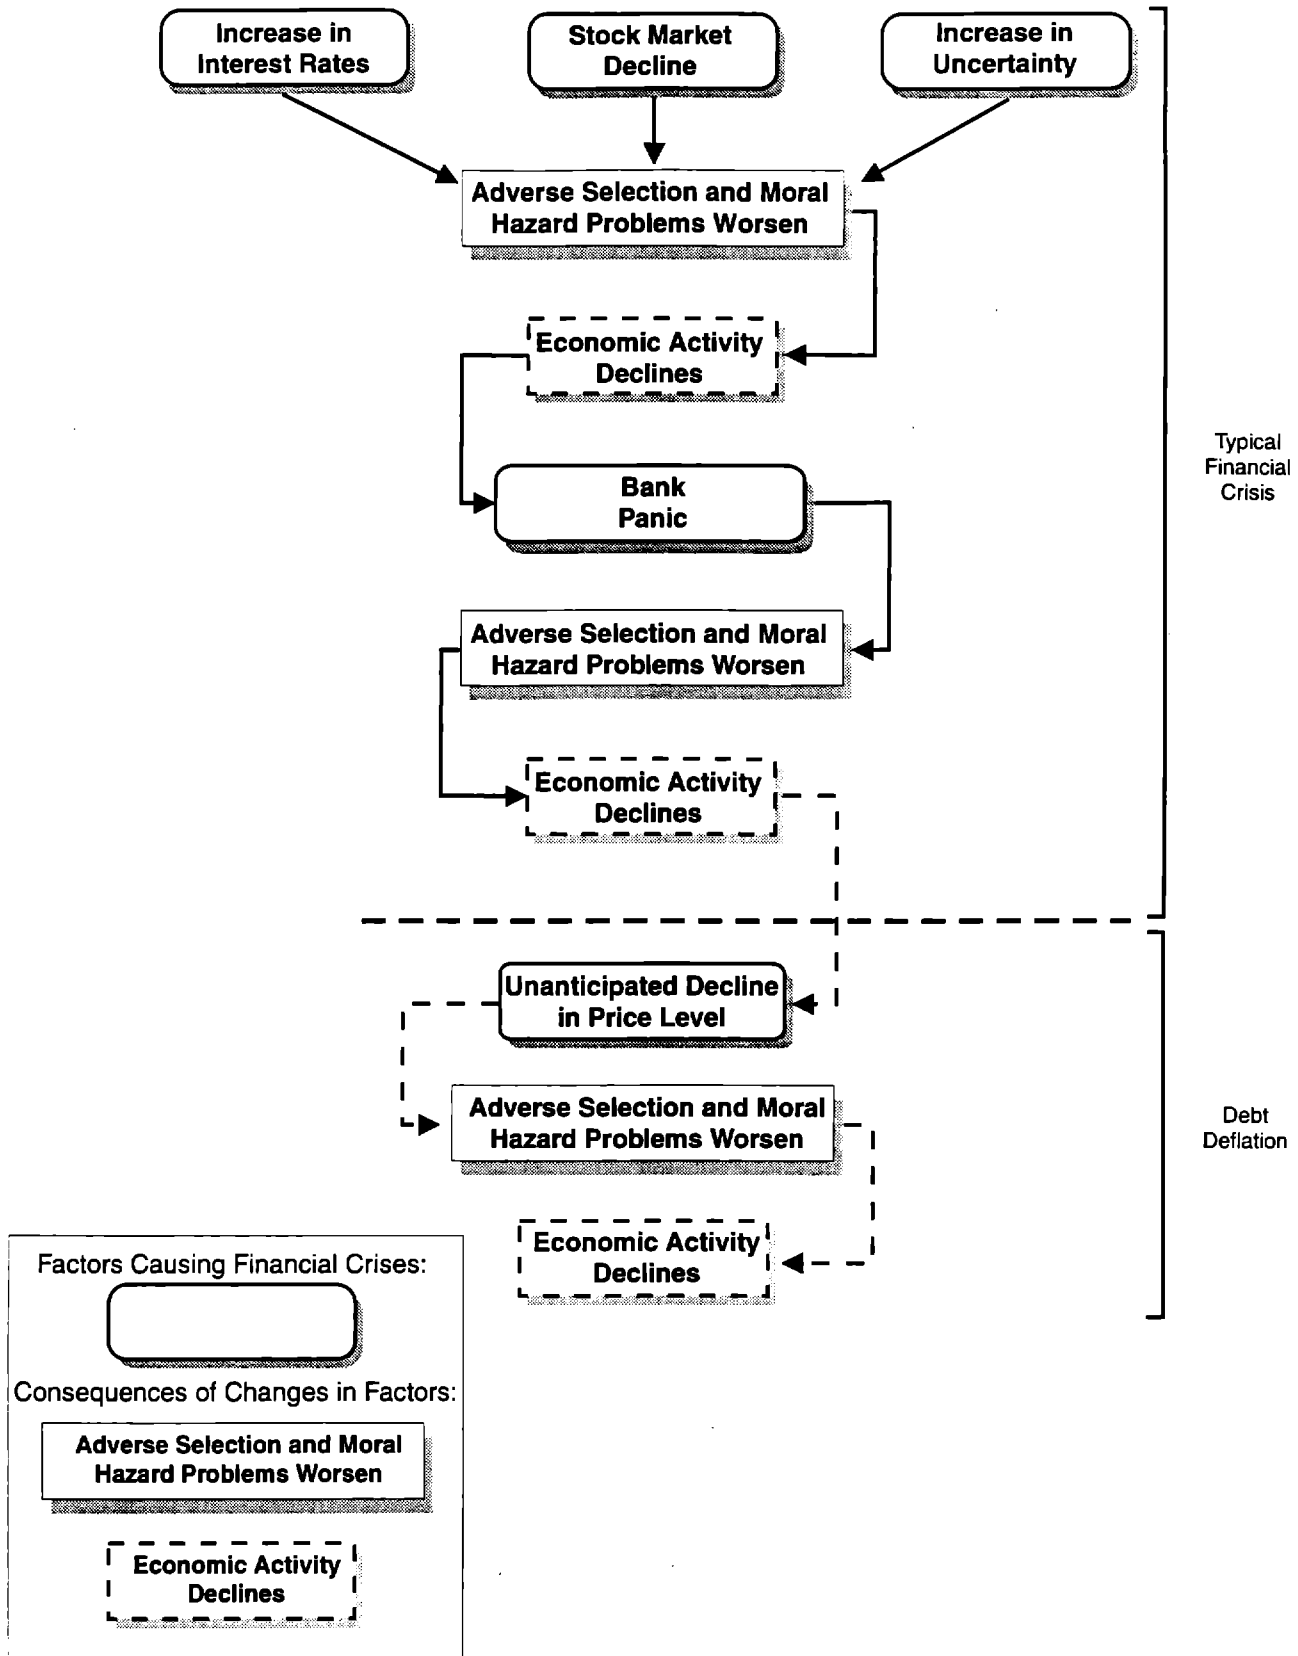 Increase in
Interest Rates
Stock Market
Decline
Increase in
Uncertainty
Adverse Selection and Moral
Hazard Problems Worsen
Economic Activity
Declines
Typical
Financial
Crisis
Bank
Panic
Adverse Selection and Moral
Hazard Problems Worsen
Economic Activity
Declines
Unanticipated Decline
in Price Level
Adverse Selection and Moral
Hazard Problems Worsen
Debt
Deflation
Economic Activity
Declines
Factors Causing Financial Crises:
Consequences of Changes in Factors:
Adverse Selection and Moral
Hazard Problems Worsen
Economic Activity
Declines